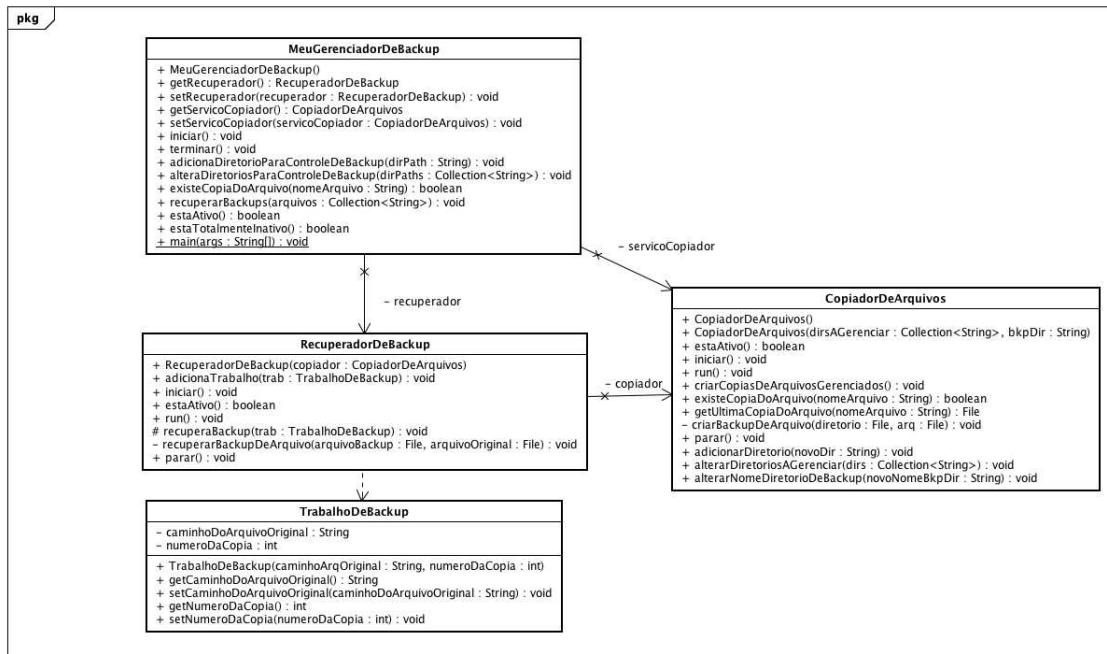 pkg
MeuGerenciadorDeBackup
+ MeuGerenciadorDeBackup()
+ getRecuperador() : RecuperadorDeBackup
+ setRecuperador(recuperador : RecuperadorDeBackup) : void
+ getServicoCopiador() : CopiadorDeArquivos
+ setServicoCopiador(servicoCopiador : CopiadorDeArquivos) : void
+ iniciar() : void
+ terminar() : void
+ adicionaDiretorioParaControleDeBackup(dirPath : String) : void
+ alteraDiretoriosParaControleDeBackup(dirPaths : Collection<String>) : void
+ existeCopiaDoArquivo(nomeArquivo : String) : boolean
+ recuperarBackups(arquivos : Collection<String>) : void
+ estaAtivo() : boolean
+ estaTotalmenteInativo() : boolean
+ main(args : String[]) : void
- servicoCopiador
- recuperador
CopiadorDeArquivos
+ CopiadorDeArquivos()
+ CopiadorDeArquivos(dirsAGerenciar : Collection<String>, bkpDir : String)
+ estaAtivo() : boolean
+ iniciar() : void
+ run() : void
+ criarCopiasDeArquivosGerenciados() : void
+ existeCopiaDoArquivo(nomeArquivo : String) : boolean
+ getUltimaCopiaDoArquivo(nomeArquivo : String) : File
- criarBackupDeArquivo(diretorio : File, arq : File) : void
+ parar() : void
+ adicionarDiretorio(novoDir : String) : void
+ alterarDiretoriosAGerenciar(dirs : Collection<String>) : void
+ alterarNomeDiretorioDeBackup(novoNomeBkpDir : String) : void
RecuperadorDeBackup
+ RecuperadorDeBackup(copiador : CopiadorDeArquivos)
+ adicionaTrabalho(trab : TrabalhoDeBackup) : void
+ iniciar() : void
+ estaAtivo() : boolean
+ run() : void
# recuperaBackup(trab : TrabalhoDeBackup) : void
- recuperarBackupDeArquivo(arquivoBackup : File, arquivoOriginal : File) : void
+ parar() : void
- copiador
TrabalhoDeBackup
- caminhoDoArquivoOriginal : String
- numeroDaCopia : int
+ TrabalhoDeBackup(caminhoArqOriginal : String, numeroDaCopia : int)
+ getCaminhoDoArquivoOriginal() : String
+ setCaminhoDoArquivoOriginal(caminhoDoArquivoOriginal : String) : void
+ getNumeroDaCopia() : int
+ setNumeroDaCopia(numeroDaCopia : int) : void